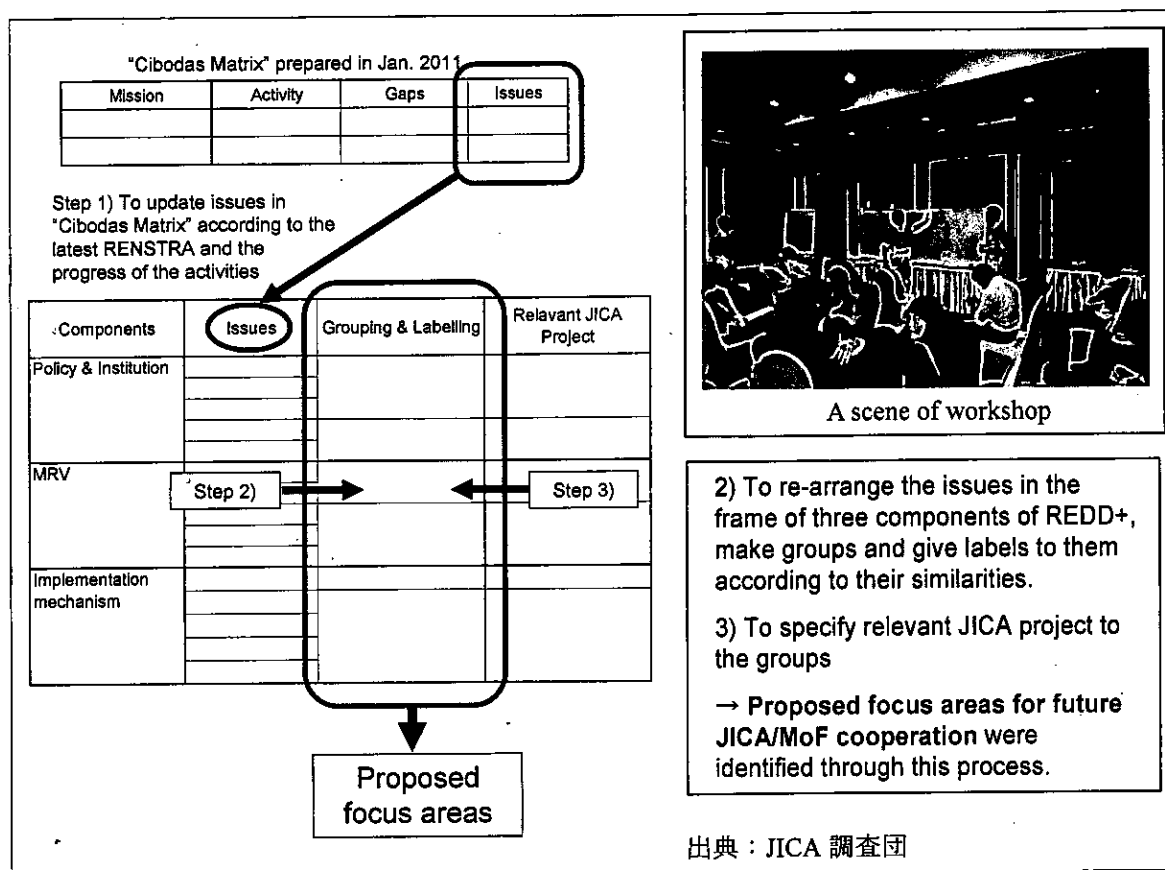 "Cibodas Matrix" prepared in Jan. 2011
Mission Activity Gaps Issues
Step 1) To update issues in
"Cibodas Matrix" according to the
latest RENSTRA and the
progress of the activities
Components Issues Grouping & Labelling Relavant JICA
Project
Policy & Institution
MRV
Step 2) Step 3)
Implementation
mechanism
Proposed
focus areas
A scene of workshop
2) To re-arrange the issues in the
frame of three components of REDD+,
make groups and give labels to them
according to their similarities.
3) To specify relevant JICA project to
the groups
→ Proposed focus areas for future
JICA/MoF cooperation were
identified through this process.
出典：JICA 調査団